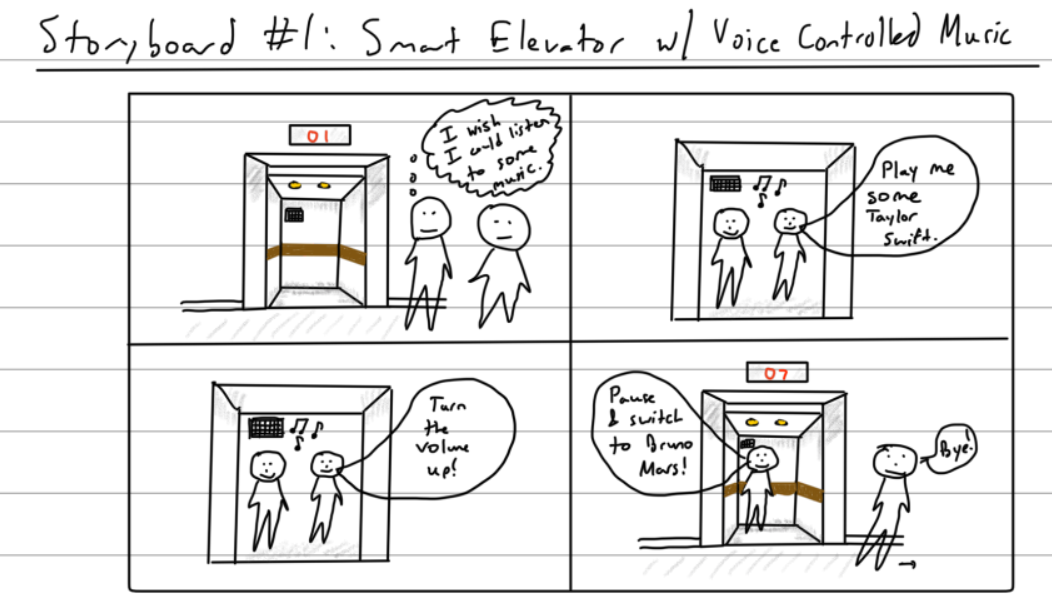 Storyboard #1: Smart Elevator w/ Voice Controlled Music
01
I wish
I could listen
to some
music.
Play me
some
Taylor
Swift.
Turn
the
volume
up!
07
Pause
& switch
to Bruno
Mars!
Bye!